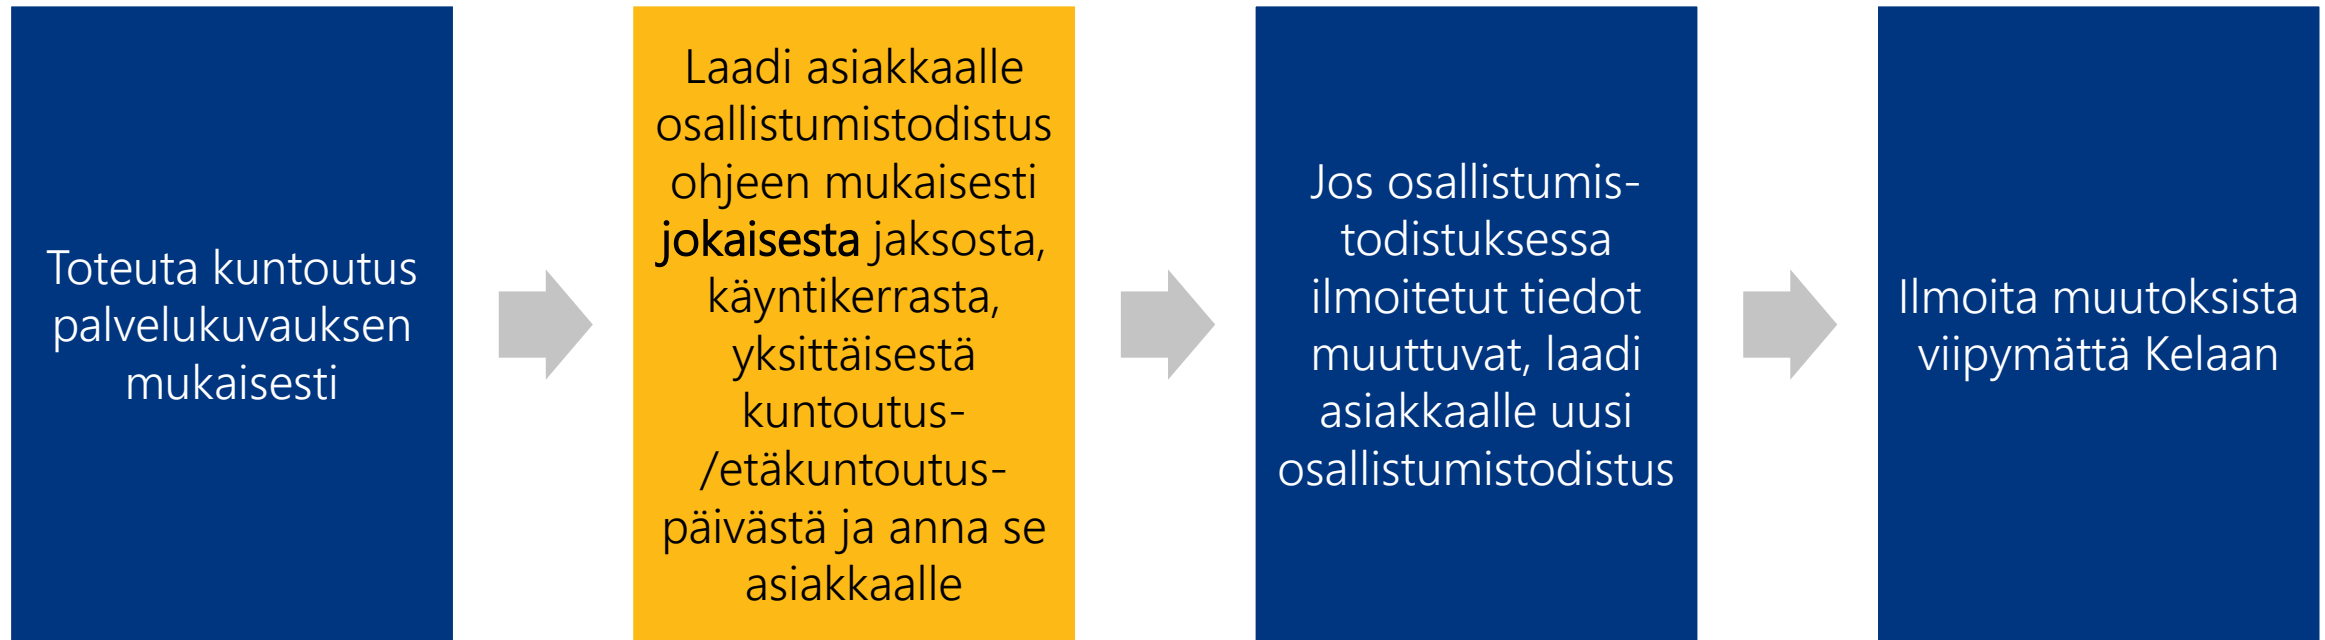 Toteuta kuntoutus
palvelukuvauksen
mukaisesti
Laadi asiakkaalle
osallistumistodistus
ohjeen mukaisesti
jokaisesta jaksosta,
käyntikerrasta,
yksittäisestä
kuntoutus-
/etäkuntoutus-
päivästä ja anna se
asiakkaalle
Jos osallistumis-
todistuksessa
ilmoitetut tiedot
muuttuvat, laadi
asiakkaalle uusi
osallistumistodistus
Ilmoita muutoksista
viipymättä Kelaan